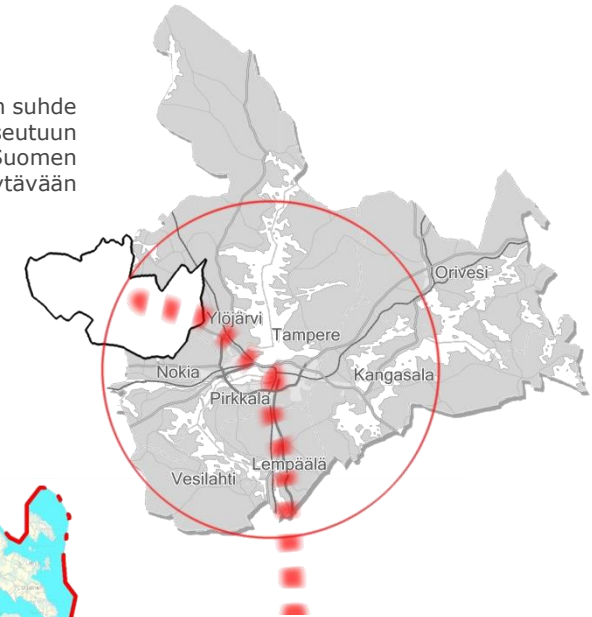 suhde
seutuun
Suomen
ytävään
Orivesi
Ylöjärvi
Tampere
Nokia
Kangasala
Pirkkala
Lempäälä
Vesilahti